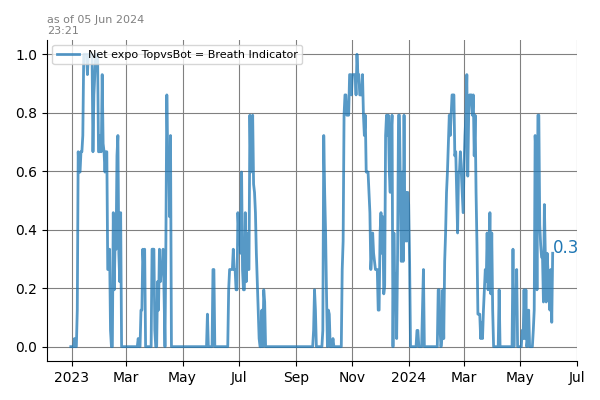 as of 05 Jun 2024
23:21
Net expo TopvsBot = Breath Indicator
1.0
0.8
0.6
0.4
0.2
0.0
0.3
2023 Mar May Jul Sep Nov 2024 Mar May Jul